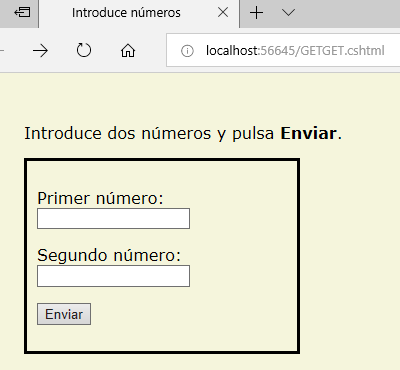 Introduce números
localhost:56645/GETGET.cshtml
Introduce dos números y pulsa Enviar.
Primer número:
Segundo número:
Enviar